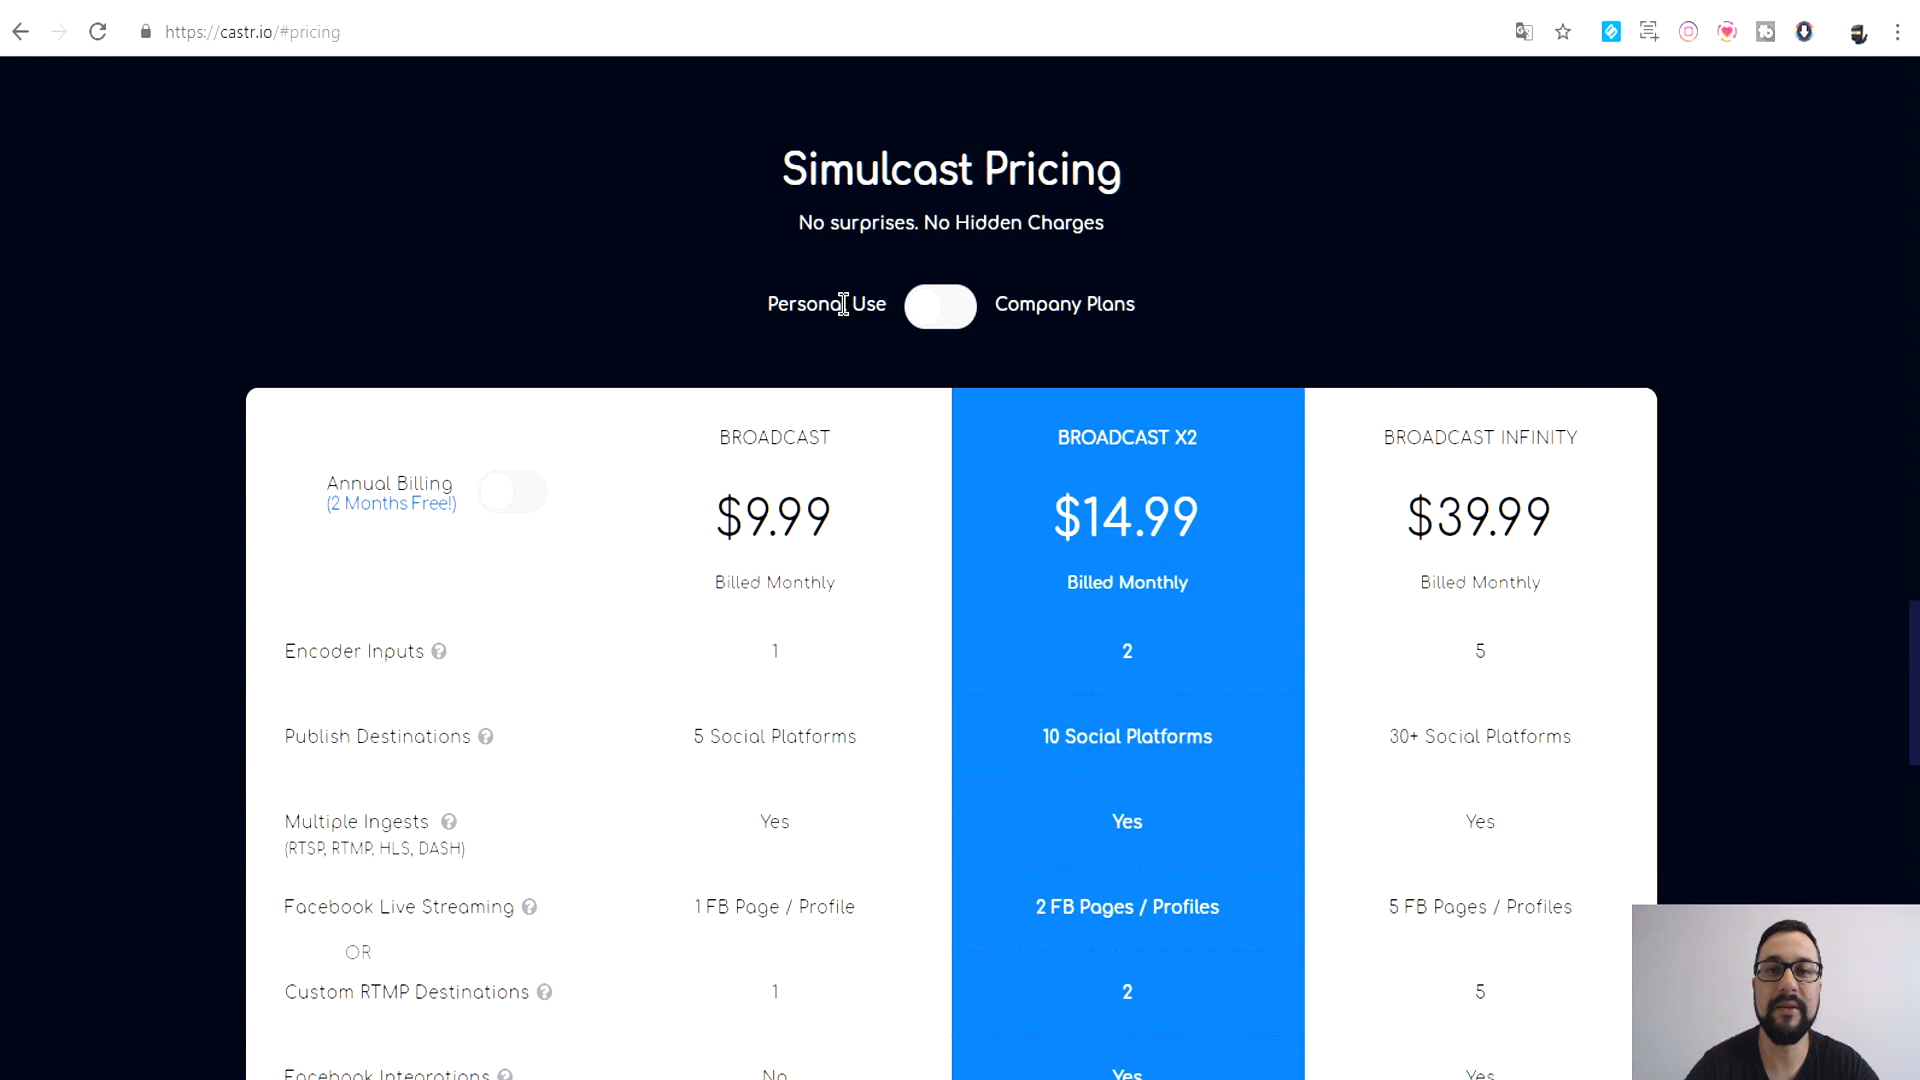 https://castr.io/#pricing
Simulcast Pricing
No surprises. No Hidden Charges
Personal Use Company Plans
BROADCAST BROADCAST X2 BROADCAST INFINITY
Annual Billing
(2 Months Free!)
$9.99 $14.99 $39.99
Billed Monthly Billed Monthly Billed Monthly
Encoder Inputs ? 1 2 5
Publish Destinations ? 5 Social Platforms 10 Social Platforms 30+ Social Platforms
Multiple Ingests ? Yes Yes Yes
(RTSP, RTMP, HLS, DASH)
Facebook Live Streaming ? 1 FB Page / Profile 2 FB Pages / Profiles 5 FB Pages / Profiles
OR
Custom RTMP Destinations ? 1 2 5
Facebook Integrations ? No Yes Yes